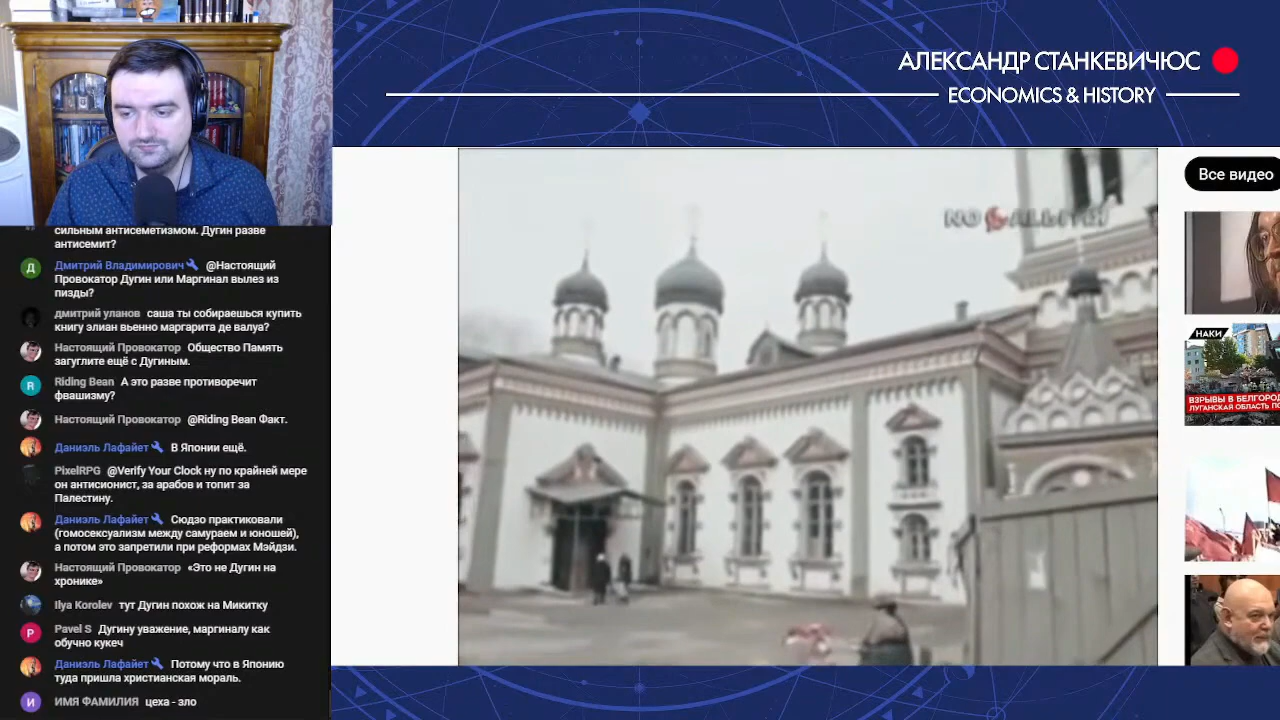 АЛЕКСАНДР СТАНКЕВИЧЮС
ECONOMICS & HISTORY
Все видео
НАКИ
ВЗРЫВЫ В БЕЛГОРОД
ЛУГАНСКАЯ ОБЛАСТЬ ПО
сильным антисеметизмом. Дугин разве
антисемит?
Д
Дмитрий Владимирович @Настоящий
Провокатор Дугин или Маргинал вылез из
пизды?
дмитрий уланов саша ты собираешься купить
книгу элиан вьенно маргарита де валуа?
Настоящий Провокатор Общество Память
загуглите ещё с Дугиным.
R
Riding Bean А это разве противоречит
фвашизму?
Настоящий Провокатор @Riding Bean Факт.
Даниэль Лафайет В Японии ещё.
PixelRPG @Verify Your Clock ну по крайней мере
он антисионист, за арабов и топит за
Палестину.
Даниэль Лафайет Сюдзо практиковали
(гомосексуализм между самураем и юношей),
а потом это запретили при реформах Мэйдзи.
Настоящий Провокатор «Это не Дугин на
хронике»
Ilya Korolev тут Дугин похож на Микитку
P
Pavel S Дугину уважение, маргиналу как
обычно кукеч
Даниэль Лафайет Потому что в Японию
туда пришла христианская мораль.
И
ИМЯ ФАМИЛИЯ цеха - зло